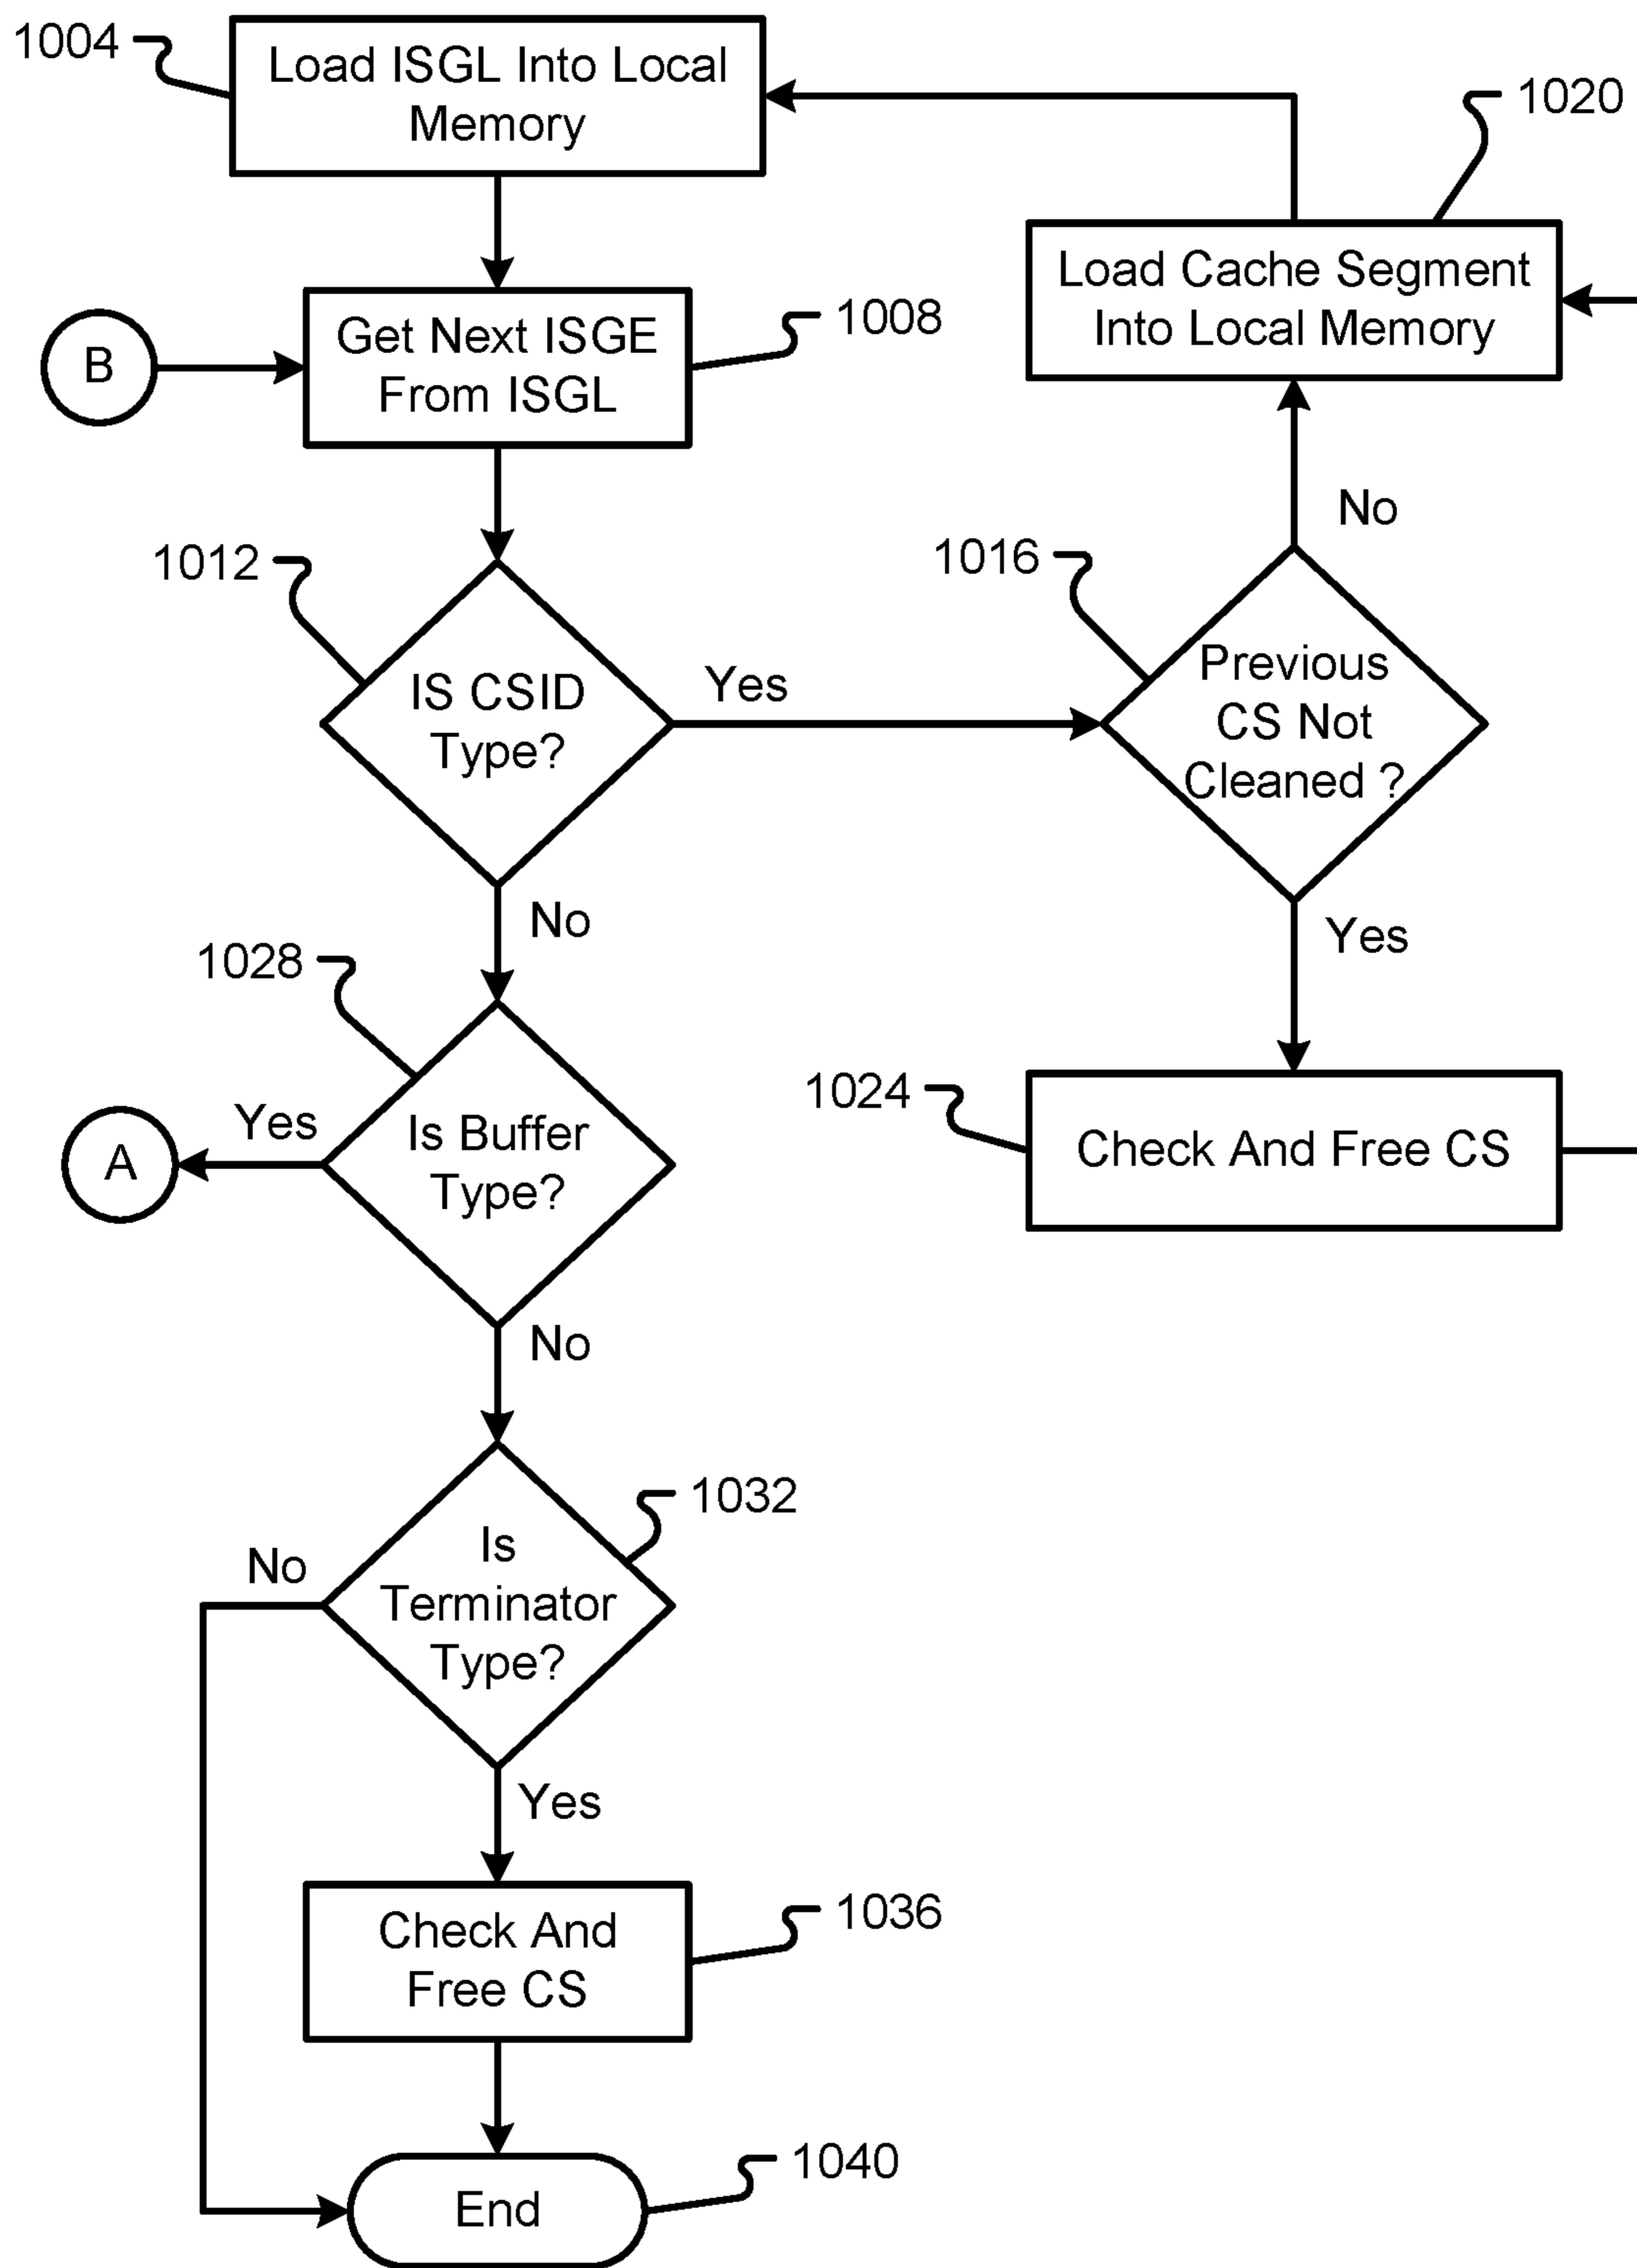 1004
Load ISGL Into Local
Memory
1020
Load Cache Segment
Into Local Memory
B
Get Next ISGE
From ISGL
1008
No
1012
IS CSID
Type?
Yes
1016
Previous
CS Not
Cleaned ?
No
Yes
1028
Is Buffer
Type?
Yes
A
1024
Check And Free CS
No
1032
Is
Terminator
Type?
No
Yes
Check And
Free CS
1036
End
1040